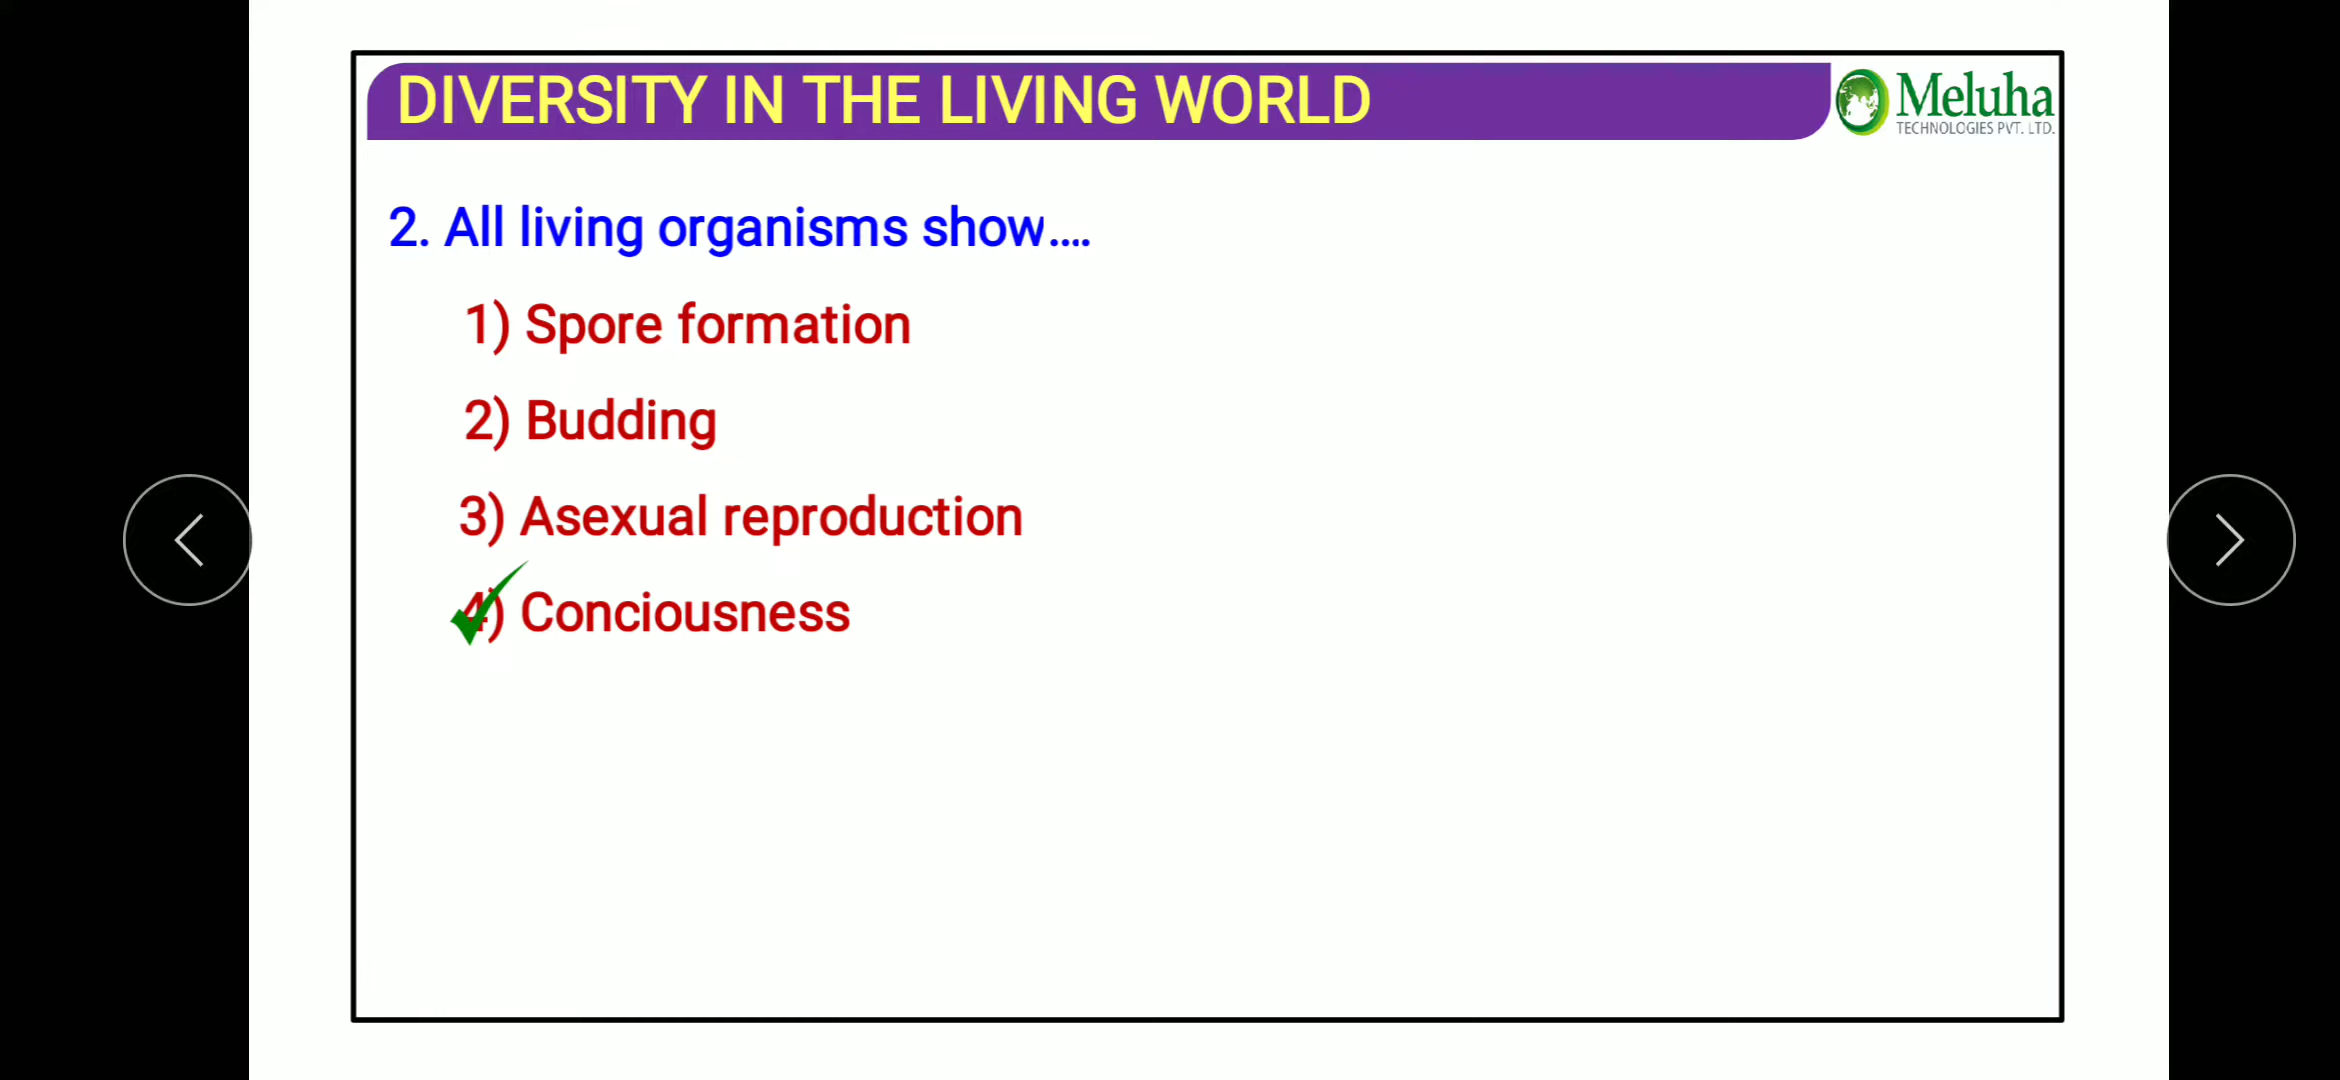 DIVERSITY IN THE LIVING WORLD
Meluha
TECHNOLOGIES PVT. LTD.
2. All living organisms show....
1) Spore formation
2) Budding
3) Asexual reproduction
4) Conciousness